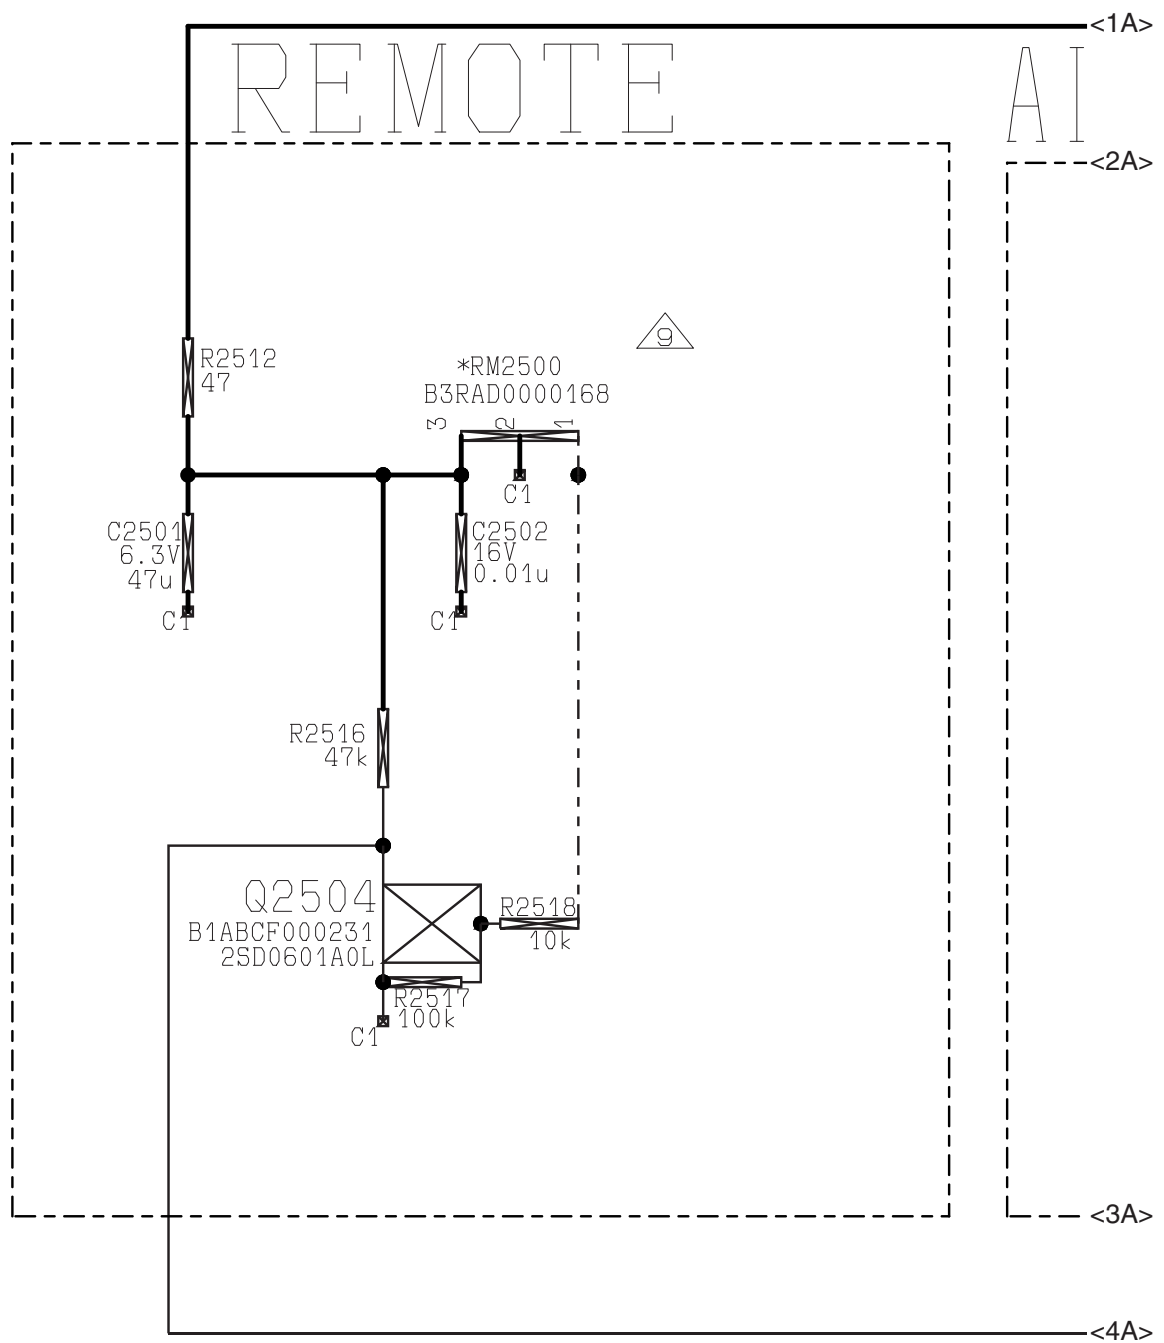 <1A>
REMOTE
AI
<2A>
9
R2512
47
*RM2500
B3RAD0000168
3 2 1
C1
C2501
6.3V
47u
C1
C2502
16V
0.01u
C1
R2516
47k
Q2504
B1ABCF000231
2SD0601A0L
R2518
10k
R2517
100k
C1
<3A>
<4A>